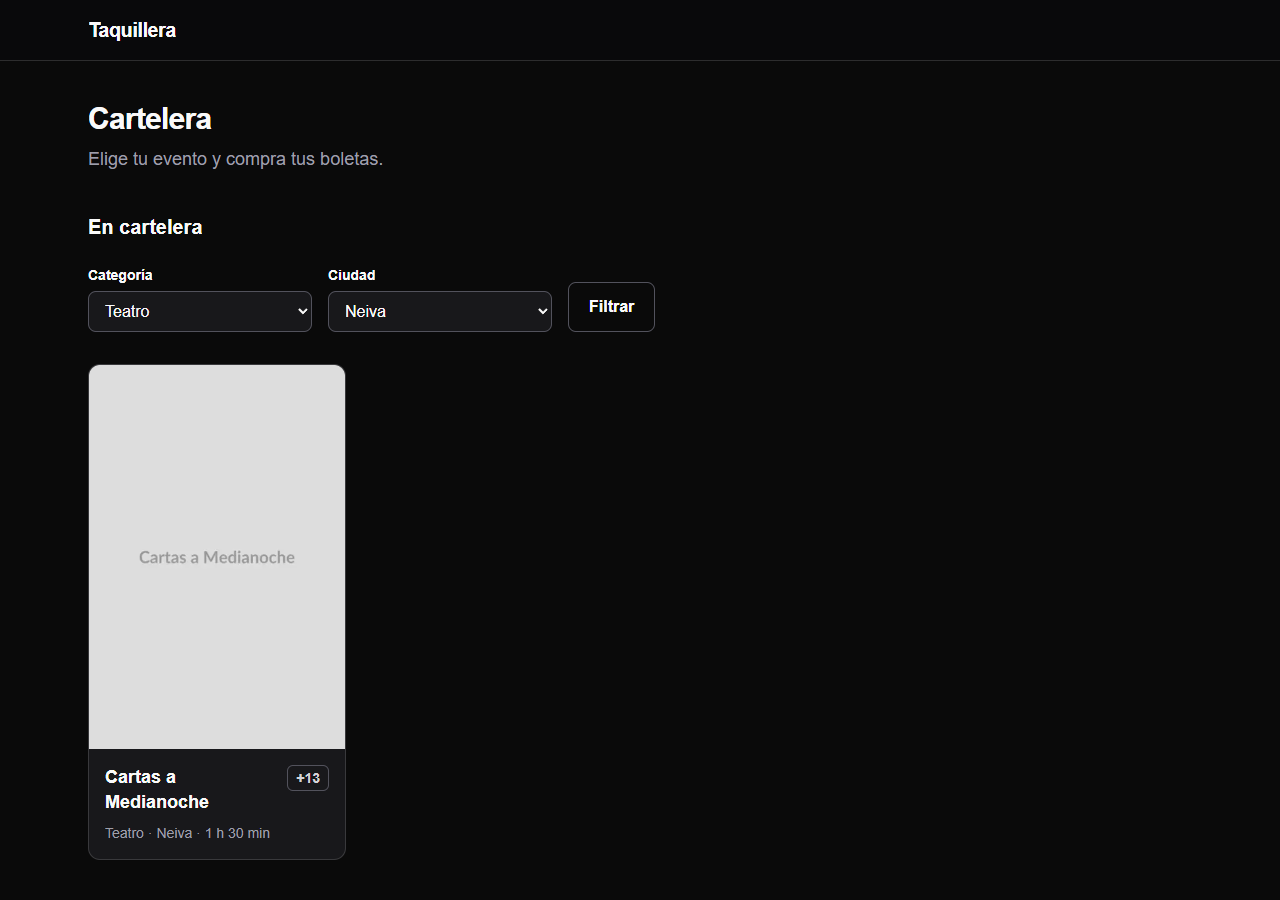 Taquillera
Cartelera
Elige tu evento y compra tus boletas.
En cartelera
Categoría
Ciudad
Teatro
Neiva
Filtrar
Cartas a Medianoche
Cartas a
Medianoche
+13
Teatro · Neiva · 1 h 30 min